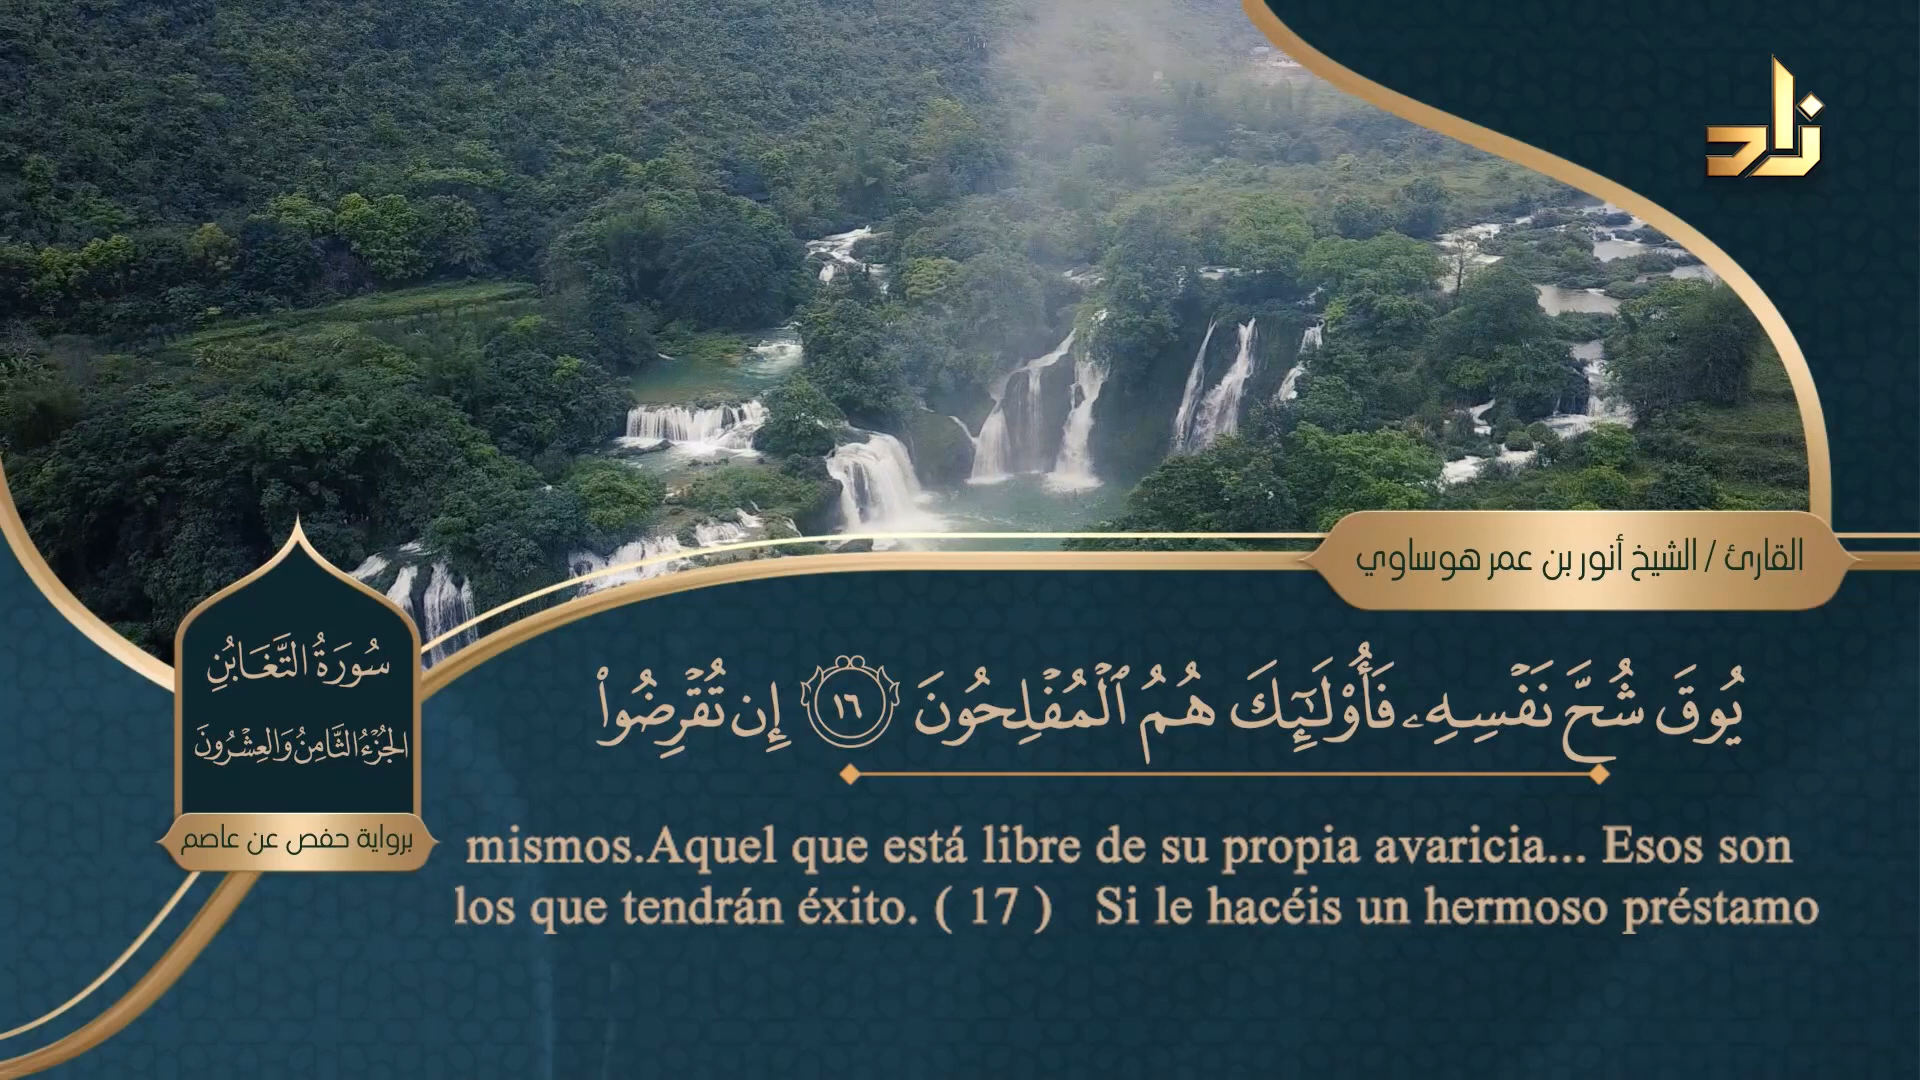 زاد
القارئ / الشيخ أنور بن عمر هوساوي
سُورَةُ التَّغَابُنِ
الجُزْءُ الثَّامِنُ وَالعِشْرُونَ
برواية حفص عن عاصم
يُوقَ شُحَّ نَفْسِهِۦ فَأُوْلَٰٓئِكَ هُمُ ٱلْمُفْلِحُونَ ١٦ إِن تُقْرِضُوا۟
mismos.Aquel que está libre de su propia avaricia... Esos son
los que tendrán éxito. ( 17 ) Si le hacéis un hermoso préstamo